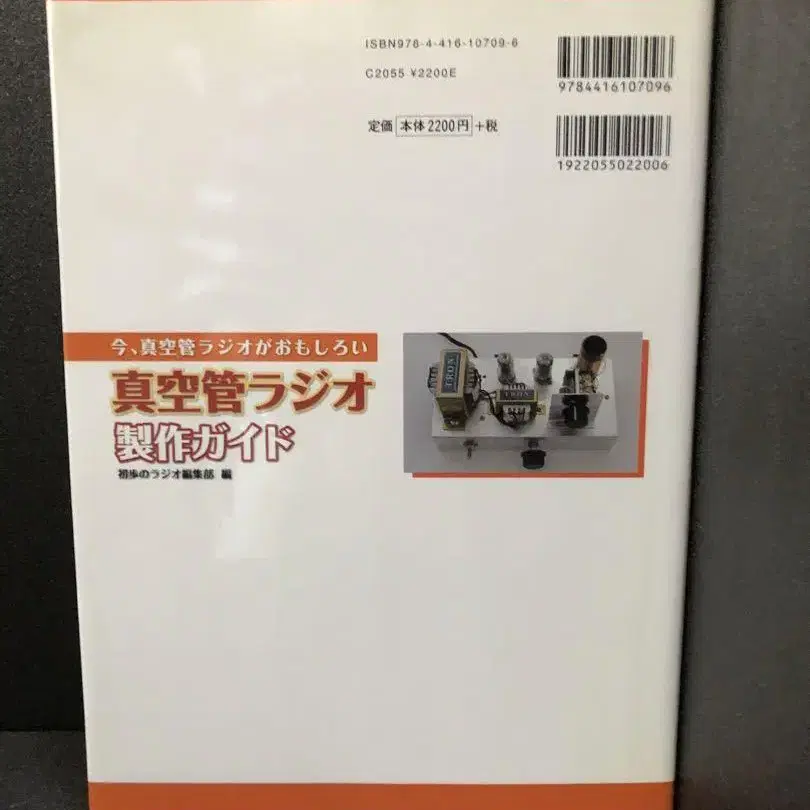 ISBN978-4-416-10709-6
C2055 ¥2200E
9784416107096
定価 本体2200円 +税
1922055022006
今、真空管ラジオがおもしろい
真空管ラジオ
製作ガイド
初歩のラジオ編集部 編
TRON
TRON